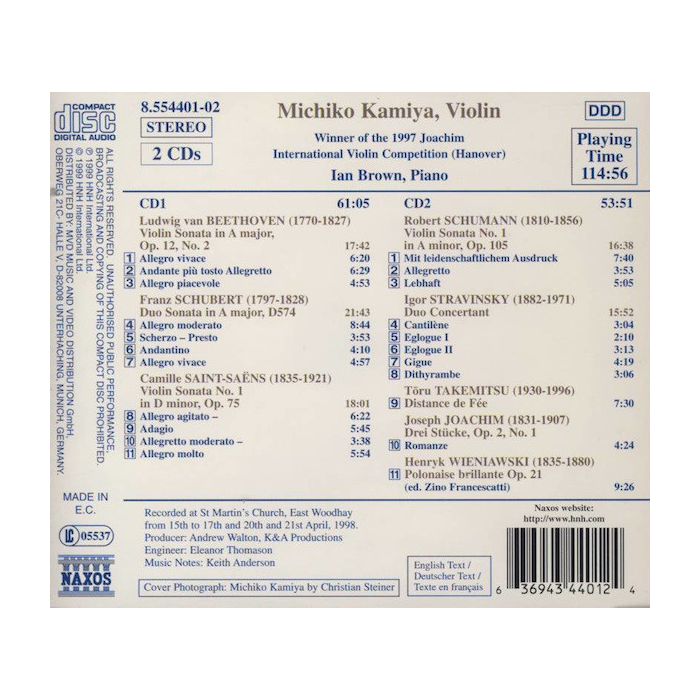 COMPACT
disc
DIGITAL AUDIO
8.554401-02
STEREO
2 CDs
Michiko Kamiya, Violin
Winner of the 1997 Joachim
International Violin Competition (Hanover)
Ian Brown, Piano
DDD
Playing
Time
114:56
ALL RIGHTS RESERVED. UNAUTHORISED PUBLIC PERFORMANCE,
BROADCASTING AND COPYING OF THIS COMPACT DISC PROHIBITED.
℗ 1999 HNH International Ltd.
© 1999 HNH International Ltd.
DISTRIBUTED BY: MVD MUSIC AND VIDEO DISTRIBUTION GmbH,
OBERWEG 21C- HALLE V, D-82008 UNTERHACHING, MUNICH, GERMANY.
MADE IN
E.C.
LC 05537
NAXOS
CD1 61:05
Ludwig van BEETHOVEN (1770-1827)
Violin Sonata in A major,
Op. 12, No. 2 17:42
1 Allegro vivace 6:20
2 Andante più tosto Allegretto 6:29
3 Allegro piacevole 4:53
Franz SCHUBERT (1797-1828)
Duo Sonata in A major, D574 21:43
4 Allegro moderato 8:44
5 Scherzo – Presto 3:53
6 Andantino 4:10
7 Allegro vivace 4:57
Camille SAINT-SAËNS (1835-1921)
Violin Sonata No. 1
in D minor, Op. 75 18:01
8 Allegro agitato – 6:22
9 Adagio 5:45
10 Allegretto moderato – 3:38
11 Allegro molto 5:54
CD2 53:51
Robert SCHUMANN (1810-1856)
Violin Sonata No. 1
in A minor, Op. 105 16:38
1 Mit leidenschaftlichem Ausdruck 7:40
2 Allegretto 3:53
3 Lebhaft 5:05
Igor STRAVINSKY (1882-1971)
Duo Concertant 15:52
4 Cantilène 3:04
5 Eglogue I 2:10
6 Eglogue II 3:13
7 Gigue 4:19
8 Dithyrambe 3:06
Tōru TAKEMITSU (1930-1996)
9 Distance de Fée 7:30
Joseph JOACHIM (1831-1907)
Drei Stücke, Op. 2, No. 1
10 Romanze 4:24
Henryk WIENIAWSKI (1835-1880)
11 Polonaise brillante Op. 21
(ed. Zino Francescatti) 9:26
Recorded at St Martin's Church, East Woodhay
from 15th to 17th and 20th and 21st April, 1998.
Producer: Andrew Walton, K&A Productions
Engineer: Eleanor Thomason
Music Notes: Keith Anderson
Cover Photograph: Michiko Kamiya by Christian Steiner
English Text /
Deutscher Text /
Texte en français
Naxos website:
http://www.hnh.com
6 36943 44012 4